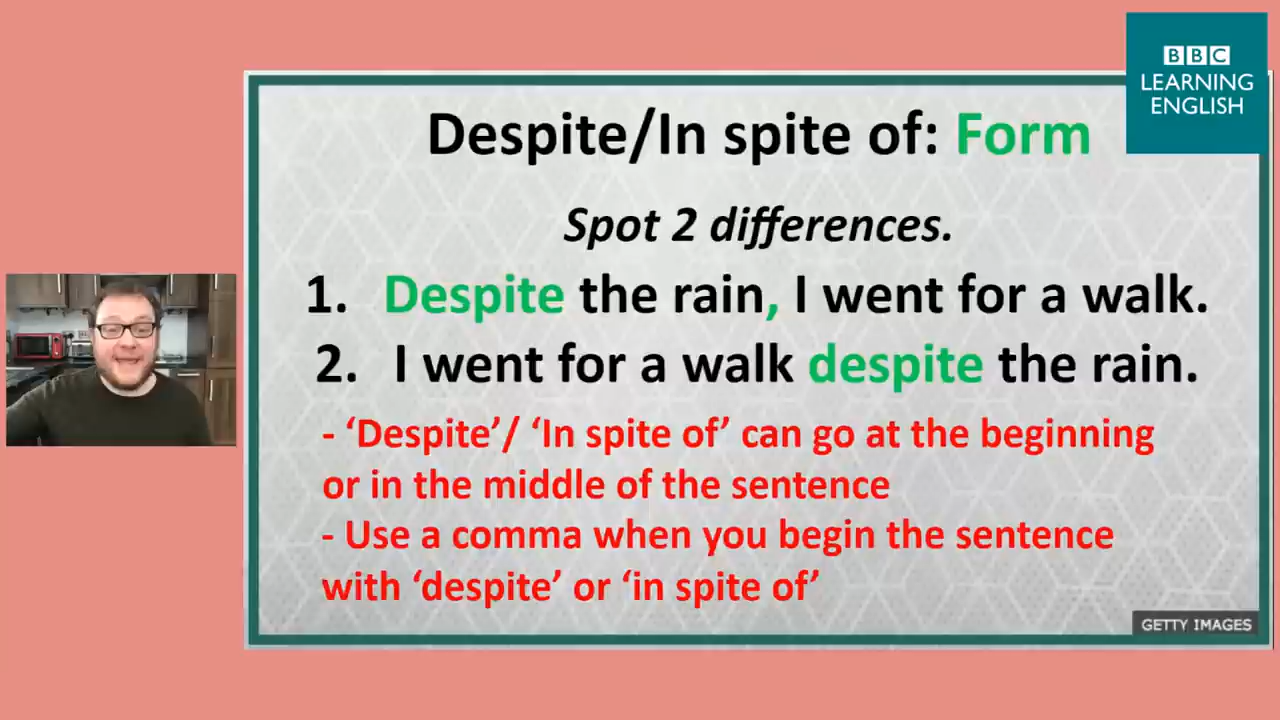 BBC
LEARNING
ENGLISH
Despite/In spite of: Form
Spot 2 differences.
1. Despite the rain, I went for a walk.
2. I went for a walk despite the rain.
- ‘Despite’/ ‘In spite of’ can go at the beginning
or in the middle of the sentence
- Use a comma when you begin the sentence
with ‘despite’ or ‘in spite of’
GETTY IMAGES